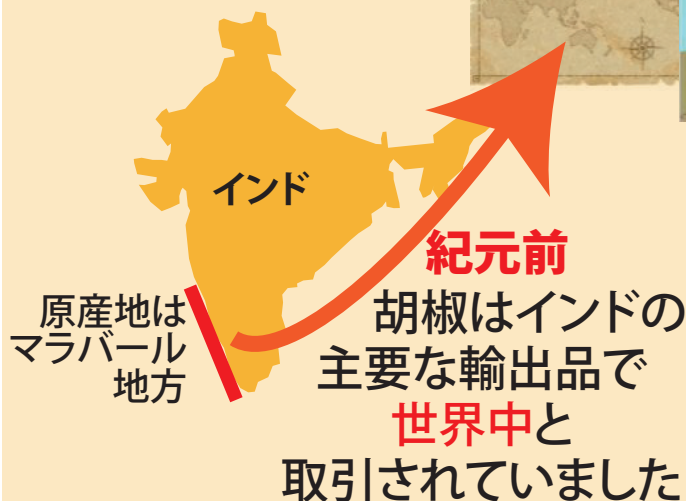 インド
原産地は
マラバール
地方
紀元前
胡椒はインドの
主要な輸出品で
世界中と
取引されていました